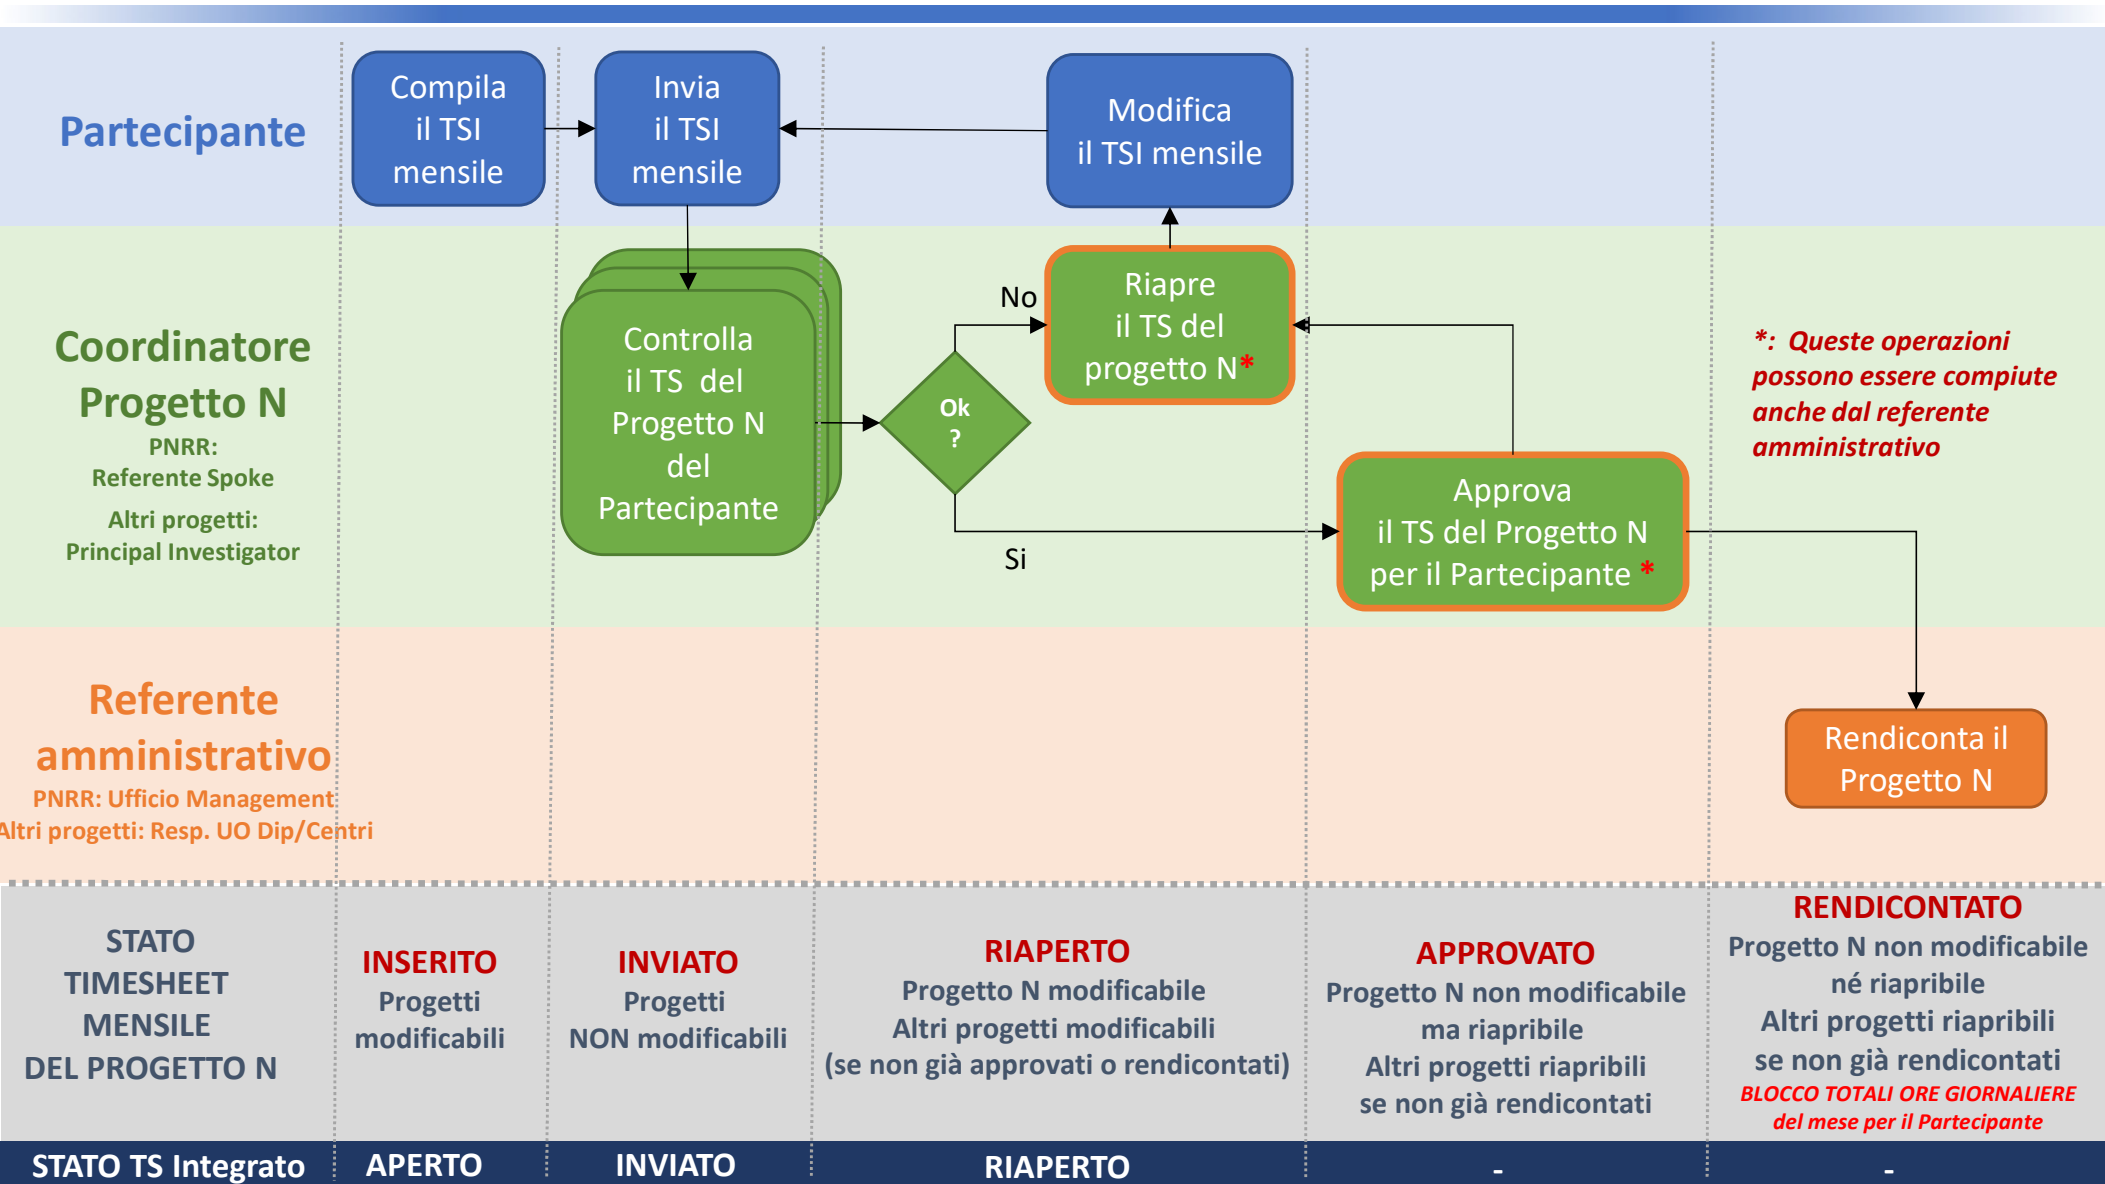 Partecipante
Compila
il TSI
mensile
Invia
il TSI
mensile
Modifica
il TSI mensile
Coordinatore
Progetto N
PNRR:
Referente Spoke
Altri progetti:
Principal Investigator
Controlla
il TS del
Progetto N
del
Partecipante
Ok
?
No
Si
Riapre
il TS del
progetto N*
Approva
il TS del Progetto N
per il Partecipante *
*: Queste operazioni
possono essere compiute
anche dal referente
amministrativo
Referente
amministrativo
PNRR: Ufficio Management
Altri progetti: Resp. UO Dip/Centri
Rendiconta il
Progetto N
STATO
TIMESHEET
MENSILE
DEL PROGETTO N
INSERITO
Progetti
modificabili
INVIATO
Progetti
NON modificabili
RIAPERTO
Progetto N modificabile
Altri progetti modificabili
(se non già approvati o rendicontati)
APPROVATO
Progetto N non modificabile
ma riapribile
Altri progetti riapribili
se non già rendicontati
RENDICONTATO
Progetto N non modificabile
né riapribile
Altri progetti riapribili
se non già rendicontati
BLOCCO TOTALI ORE GIORNALIERE
del mese per il Partecipante
STATO TS Integrato
APERTO
INVIATO
RIAPERTO
-
-